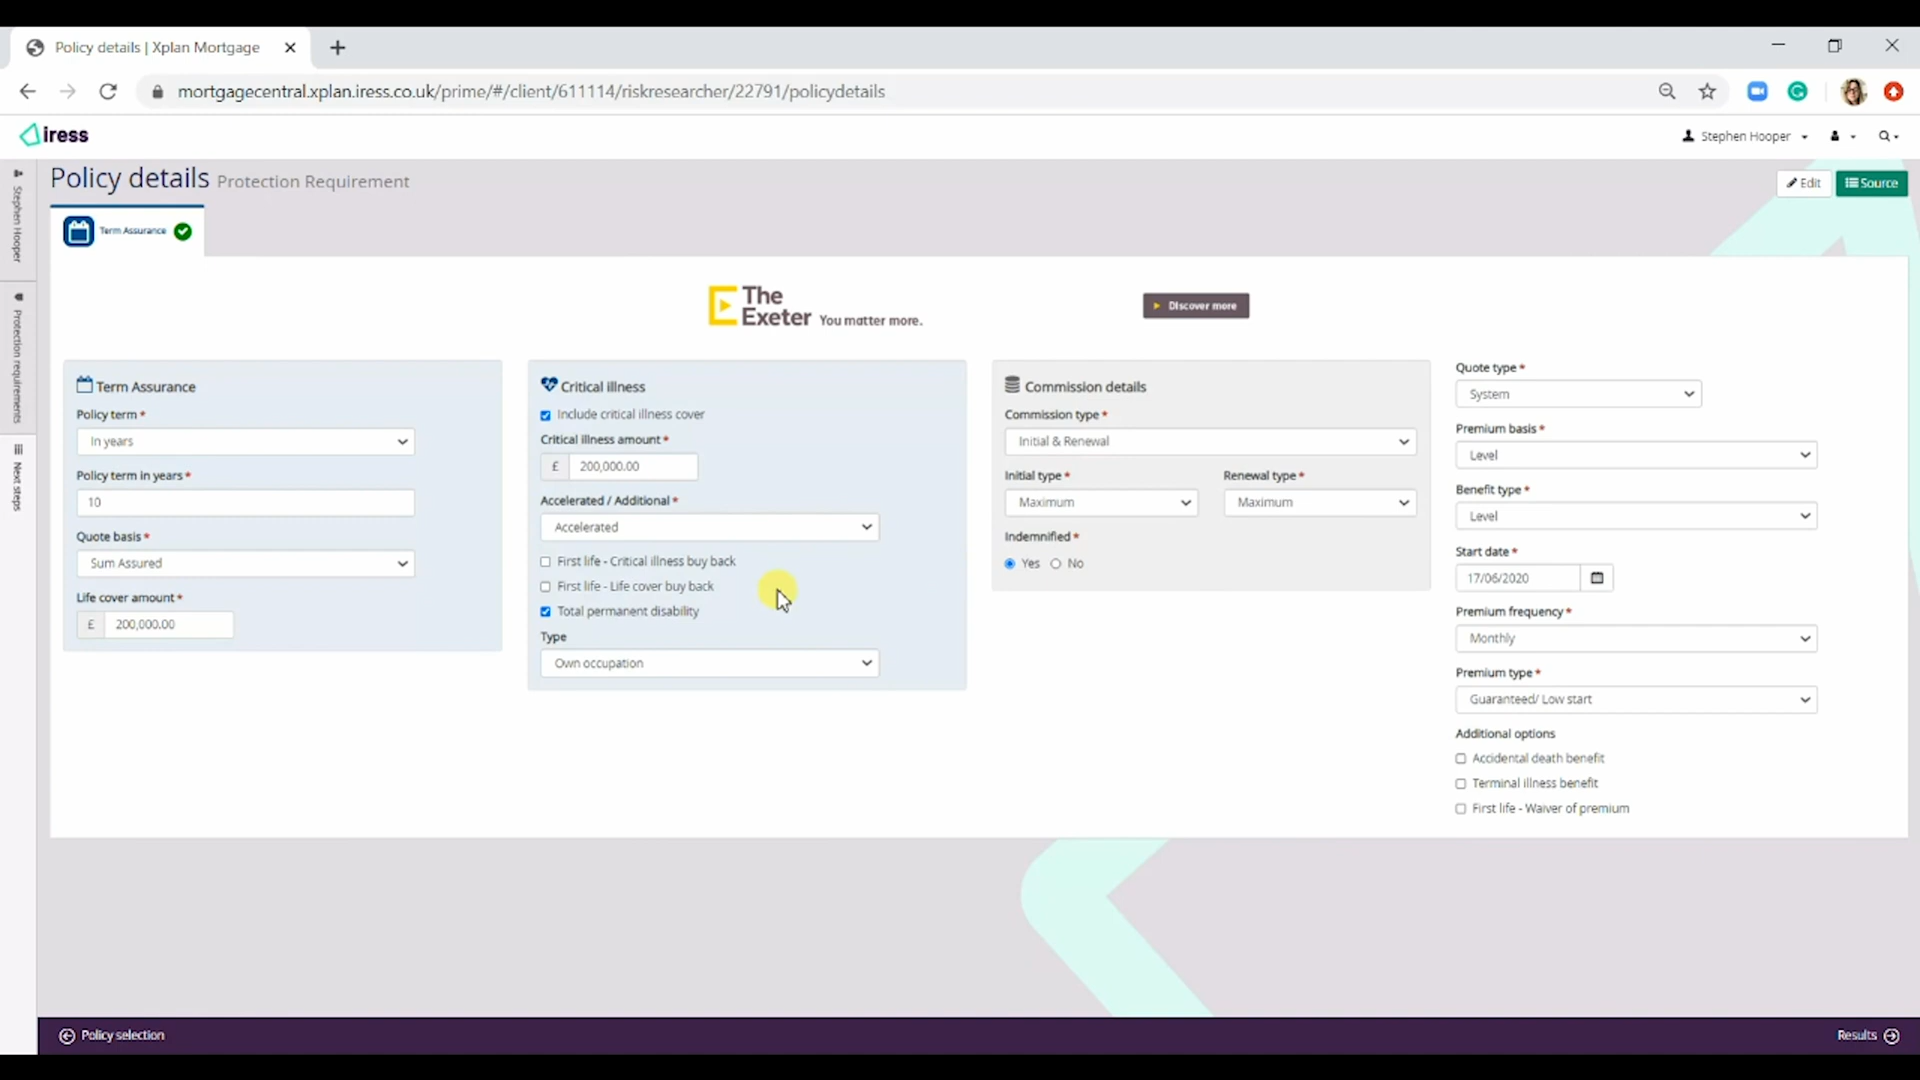 Policy details | Xplan Mortgage
mortgagecentral.xplan.iress.co.uk/prime/#/client/611114/riskresearcher/22791/policydetails
iress
Stephen Hooper
Policy details Protection Requirement
Edit
Source
Stephen Hooper
Protection requirements
Next steps
Term Assurance
The
Exeter You matter more.
Discover more
Term Assurance
Policy term *
In years
Policy term in years *
10
Quote basis *
Sum Assured
Life cover amount *
£ 200,000.00
Critical illness
Include critical illness cover
Critical illness amount *
£ 200,000.00
Accelerated / Additional *
Accelerated
First life - Critical illness buy back
First life - Life cover buy back
Total permanent disability
Type
Own occupation
Commission details
Commission type *
Initial & Renewal
Initial type * Renewal type *
Maximum Maximum
Indemnified *
Yes No
Quote type *
System
Premium basis *
Level
Benefit type *
Level
Start date *
17/06/2020
Premium frequency *
Monthly
Premium type *
Guaranteed/ Low start
Additional options
Accidental death benefit
Terminal illness benefit
First life - Waiver of premium
Policy selection
Results